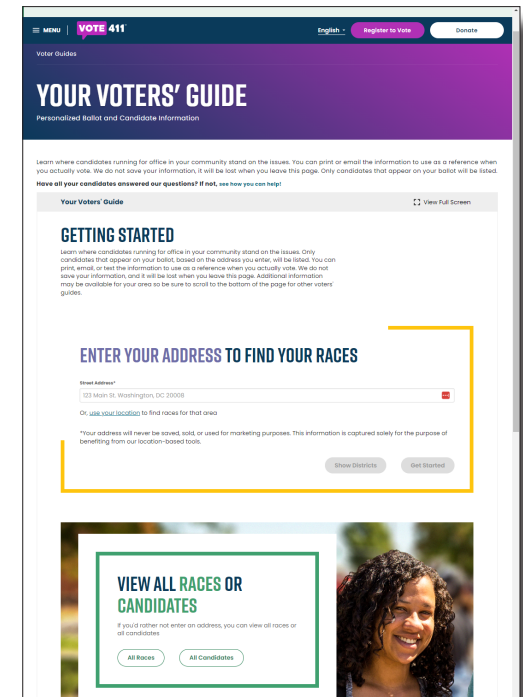 MENU
VOTE 411
English
Register to Vote
Donate
Voter Guides
YOUR VOTERS' GUIDE
Personalized Ballot and Candidate Information
Learn where candidates running for office in your community stand on the issues. You can print or email the information to use as a reference when
you actually vote. We do not save your information, it will be lost when you leave this page. Only candidates that appear on your ballot will be listed.
Have all your candidates answered our questions? If not, see how you can help!
Your Voters' Guide
View Full Screen
GETTING STARTED
Learn where candidates running for office in your community stand on the issues. Only
candidates that appear on your ballot, based on the address you enter, will be listed. You can
print, email, or text the information to use as a reference when you actually vote. We do not
save your information, and it will be lost when you leave this page. Additional information
may be available for your area so be sure to scroll to the bottom of the page for other voters'
guides.
ENTER YOUR ADDRESS TO FIND YOUR RACES
Street Address*
123 Main St, Washington, DC 20008
Or, use your location to find races for that area
*Your address will never be saved, sold, or used for marketing purposes. This information is captured solely for the purpose of
benefiting from our location-based tools.
Show Districts
Get Started
VIEW ALL RACES OR
CANDIDATES
If you'd rather not enter an address, you can view all races or
all candidates
All Races
All Candidates